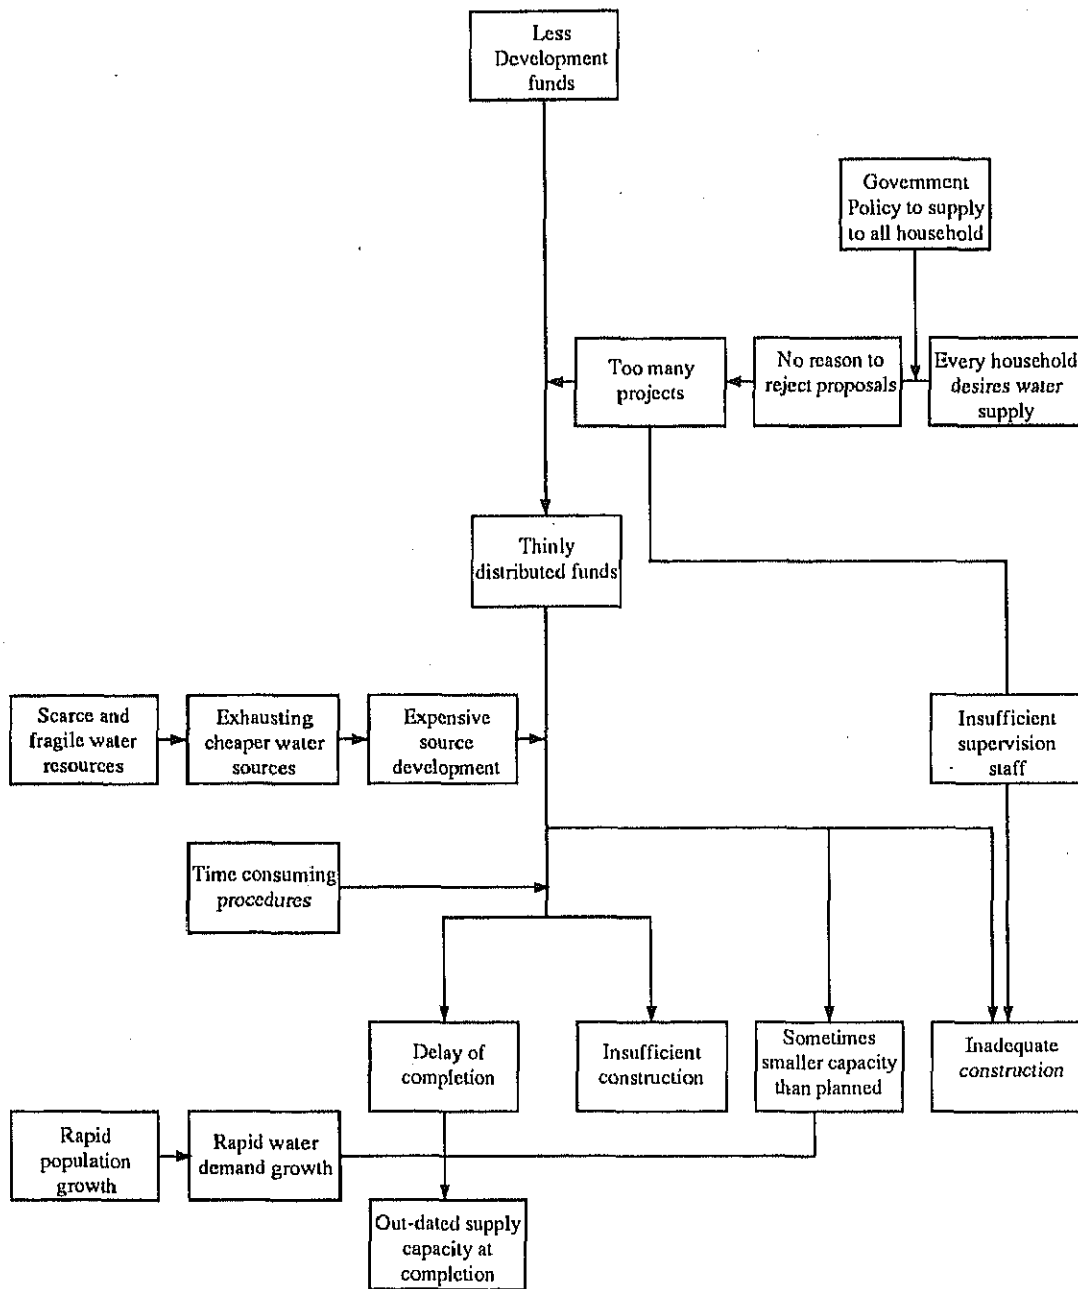 Less
Development
funds
Government
Policy to supply
to all household
Too many
projects
No reason to
reject proposals
Every household
desires water
supply
Thinly
distributed funds
Scarce and
fragile water
resources
Exhausting
cheaper water
sources
Expensive
source
development
Insufficient
supervision
staff
Time consuming
procedures
Delay of
completion
Insufficient
construction
Sometimes
smaller capacity
than planned
Inadequate
construction
Rapid
population
growth
Rapid water
demand growth
Out-dated supply
capacity at
completion